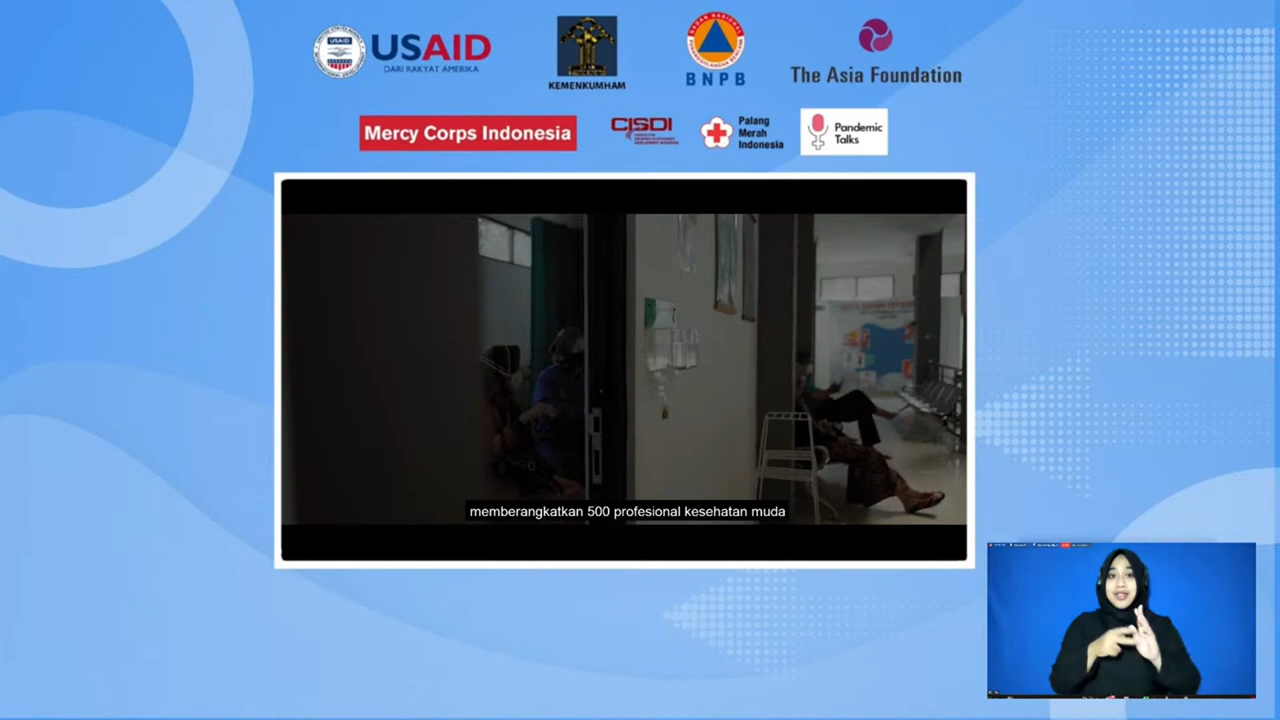 USAID
DARI RAKYAT AMERIKA
KEMENKUMHAM
BNPB
The Asia Foundation
Mercy Corps Indonesia
CISDI
Palang
Merah
Indonesia
Pandemic
Talks
memberangkatkan 500 profesional kesehatan muda